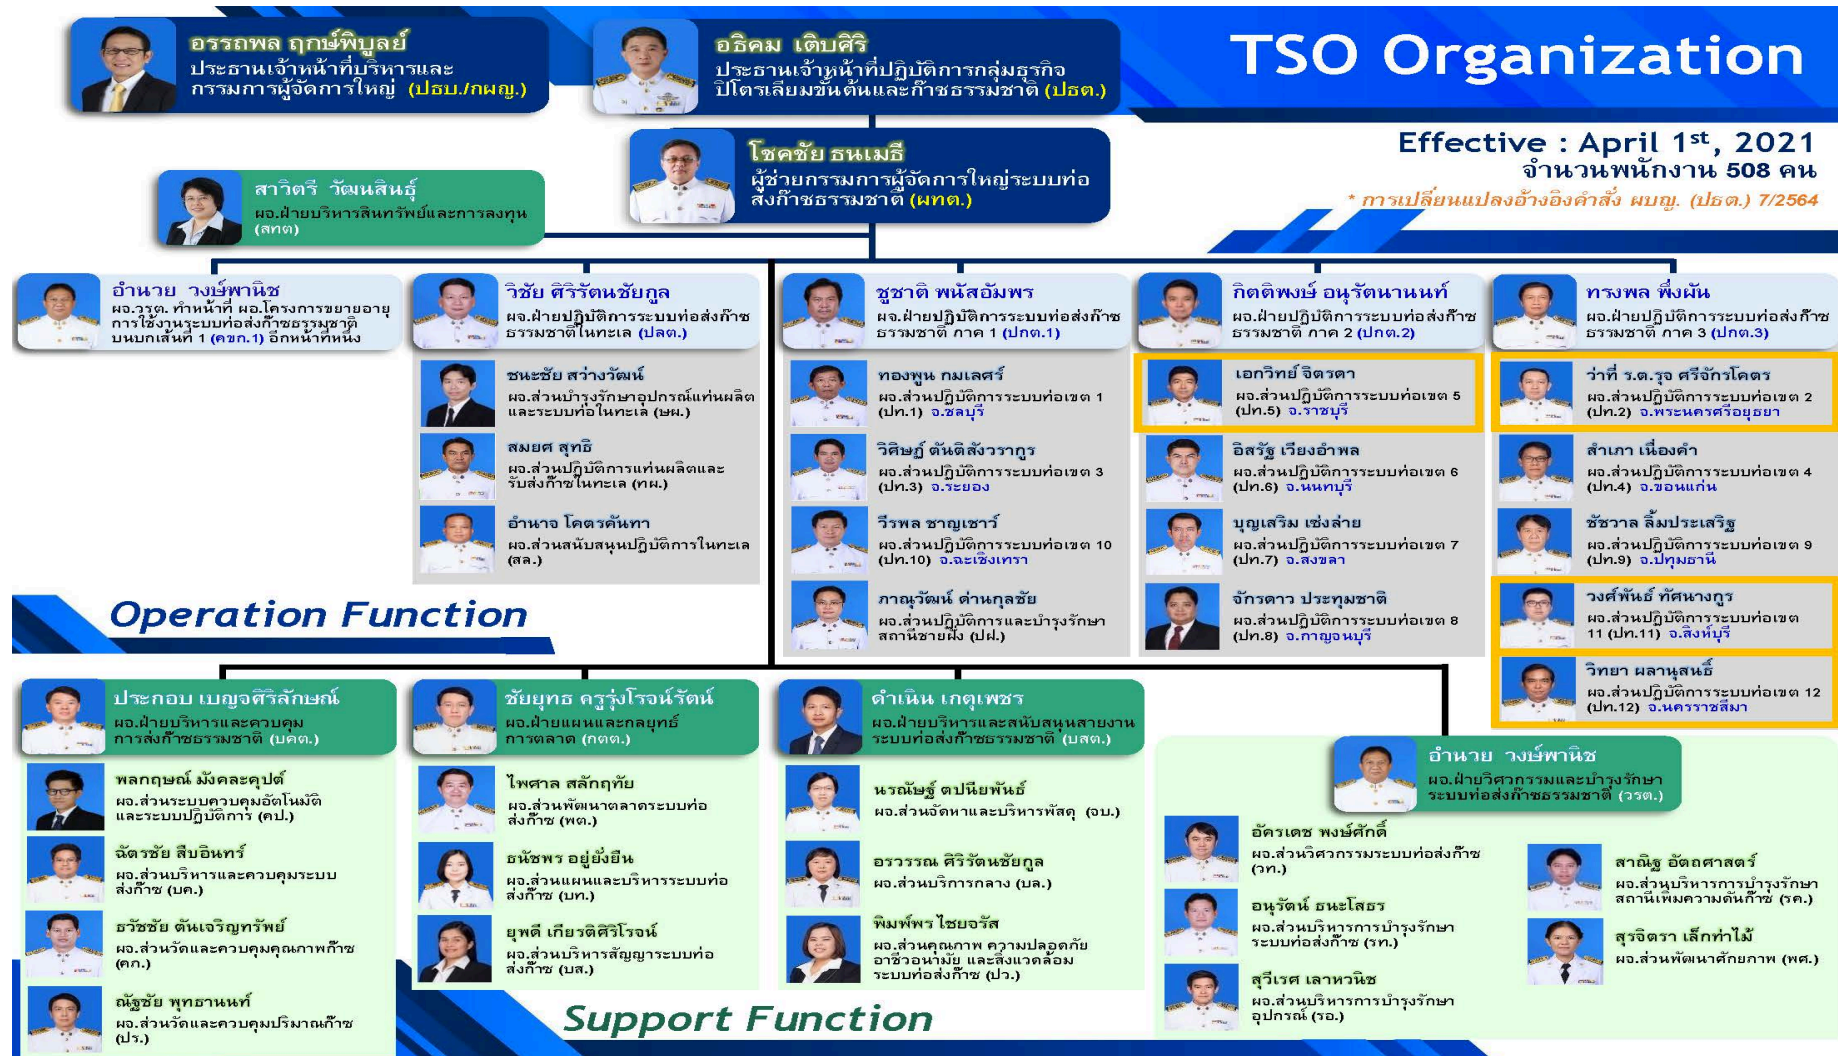 อรรถพล ฤกษ์พิบูลย์
ประธานเจ้าหน้าที่บริหารและ
กรรมการผู้จัดการใหญ่ (ปธบ./กผญ.)
อธิคม เติบศิริ
ประธานเจ้าหน้าที่ปฏิบัติการกลุ่มธุรกิจ
ปิโตรเลียมขั้นต้นและก๊าซธรรมชาติ (ปธต.)
TSO Organization
Effective : April 1st, 2021
จำนวนพนักงาน 508 คน
* การเปลี่ยนแปลงอ้างอิงคำสั่ง ผบญ. (ปธต.) 7/2564
โชคชัย ธนเมธี
ผู้ช่วยกรรมการผู้จัดการใหญ่ระบบท่อ
ส่งก๊าซธรรมชาติ (ผทต.)
สาวิตรี วัฒนสินธุ์
ผจ.ฝ่ายบริหารสินทรัพย์และการลงทุน
(สทต)
อำนวย วงษ์พานิช
ผจ.วรต. ทำหน้าที่ ผอ.โครงการขยายอายุ
การใช้งานระบบท่อส่งก๊าซธรรมชาติ
บนบกเส้นที่ 1 (คขก.1) อีกหน้าที่หนึ่ง
วิชัย ศิริรัตนชัยกูล
ผจ.ฝ่ายปฏิบัติการระบบท่อส่งก๊าซ
ธรรมชาติในทะเล (ปลต.)
ชนะชัย สว่างวัฒน์
ผจ.ส่วนบำรุงรักษาอุปกรณ์แท่นผลิต
และระบบท่อในทะเล (ษผ.)
สมยศ สุทธิ
ผจ.ส่วนปฏิบัติการแท่นผลิตและ
รับส่งก๊าซในทะเล (ทผ.)
อำนาจ โคตรคันทา
ผจ.ส่วนสนับสนุนปฏิบัติการในทะเล
(สล.)
ชูชาติ พนัสอัมพร
ผจ.ฝ่ายปฏิบัติการระบบท่อส่งก๊าซ
ธรรมชาติ ภาค 1 (ปกต.1)
ทองพูน กมเลศร์
ผจ.ส่วนปฏิบัติการระบบท่อเขต 1
(ปท.1) จ.ชลบุรี
วิศิษฏ์ ตันติสังวรากูร
ผจ.ส่วนปฏิบัติการระบบท่อเขต 3
(ปท.3) จ.ระยอง
วีรพล ชาญเชาว์
ผจ.ส่วนปฏิบัติการระบบท่อเขต 10
(ปท.10) จ.ฉะเชิงเทรา
ภาณุวัฒน์ ด่านกุลชัย
ผจ.ส่วนปฏิบัติการและบำรุงรักษา
สถานีชายฝั่ง (ปฝ.)
กิตติพงษ์ อนุรัตนานนท์
ผจ.ฝ่ายปฏิบัติการระบบท่อส่งก๊าซ
ธรรมชาติ ภาค 2 (ปกต.2)
เอกวิทย์ จิตรตา
ผจ.ส่วนปฏิบัติการระบบท่อเขต 5
(ปท.5) จ.ราชบุรี
อิสรัฐ เวียงอำพล
ผจ.ส่วนปฏิบัติการระบบท่อเขต 6
(ปท.6) จ.นนทบุรี
บุญเสริม เซ่งล่าย
ผจ.ส่วนปฏิบัติการระบบท่อเขต 7
(ปท.7) จ.สงขลา
จักรดาว ประทุมชาติ
ผจ.ส่วนปฏิบัติการระบบท่อเขต 8
(ปท.8) จ.กาญจนบุรี
ทรงพล พึ่งผัน
ผจ.ฝ่ายปฏิบัติการระบบท่อส่งก๊าซ
ธรรมชาติ ภาค 3 (ปกต.3)
ว่าที่ ร.ต.รุจ ศรีจักรโคตร
ผจ.ส่วนปฏิบัติการระบบท่อเขต 2
(ปท.2) จ.พระนครศรีอยุธยา
สำเภา เนื่องคำ
ผจ.ส่วนปฏิบัติการระบบท่อเขต 4
(ปท.4) จ.ขอนแก่น
ชัชวาล ลิ้มประเสริฐ
ผจ.ส่วนปฏิบัติการระบบท่อเขต 9
(ปท.9) จ.ปทุมธานี
วงศ์พันธ์ ทัศนางกูร
ผจ.ส่วนปฏิบัติการระบบท่อเขต
11 (ปท.11) จ.สิงห์บุรี
วิทยา ผลานุสนธิ์
ผจ.ส่วนปฏิบัติการระบบท่อเขต 12
(ปท.12) จ.นครราชสีมา
Operation Function
ประกอบ เบญจศิริลักษณ์
ผจ.ฝ่ายบริหารและควบคุม
การส่งก๊าซธรรมชาติ (บคต.)
พลกฤษณ์ มังคละคุปต์
ผจ.ส่วนระบบควบคุมอัตโนมัติ
และระบบปฏิบัติการ (คป.)
ฉัตรชัย สืบอินทร์
ผจ.ส่วนบริหารและควบคุมระบบ
ส่งก๊าซ (บค.)
ธวัชชัย ตันเจริญทรัพย์
ผจ.ส่วนวัดและควบคุมคุณภาพก๊าซ
(คก.)
ณัฐชัย พุทธานนท์
ผจ.ส่วนวัดและควบคุมปริมาณก๊าซ
(ปร.)
ชัยยุทธ ครูรุ่งโรจน์รัตน์
ผจ.ฝ่ายแผนและกลยุทธ์
การตลาด (กตต.)
ไพศาล สลักฤทัย
ผจ.ส่วนพัฒนาตลาดระบบท่อ
ส่งก๊าซ (พต.)
ธนัชพร อยู่ยั่งยืน
ผจ.ส่วนแผนและบริหารระบบท่อ
ส่งก๊าซ (บท.)
ยุพดี เกียรติศิริโรจน์
ผจ.ส่วนบริหารสัญญาระบบท่อ
ส่งก๊าซ (บส.)
ดำเนิน เกตุเพชร
ผจ.ฝ่ายบริหารและสนับสนุนสายงาน
ระบบท่อส่งก๊าซธรรมชาติ (บสต.)
นรณัษฐ์ ตปนียพันธ์
ผจ.ส่วนจัดหาและบริหารพัสดุ (จบ.)
อรวรรณ ศิริรัตนชัยกูล
ผจ.ส่วนบริการกลาง (บล.)
พิมพ์พร ไชยจรัส
ผจ.ส่วนคุณภาพ ความปลอดภัย
อาชีวอนามัย และสิ่งแวดล้อม
ระบบท่อส่งก๊าซ (ปว.)
อำนวย วงษ์พานิช
ผจ.ฝ่ายวิศวกรรมและบำรุงรักษา
ระบบท่อส่งก๊าซธรรมชาติ (วรต.)
อัครเดช พงษ์ศักดิ์
ผจ.ส่วนวิศวกรรมระบบท่อส่งก๊าซ
(วท.)
อนุรัตน์ ธนะโสธร
ผจ.ส่วนบริหารการบำรุงรักษา
ระบบท่อส่งก๊าซ (รท.)
สุวีเรศ เลาหวนิช
ผจ.ส่วนบริหารการบำรุงรักษา
อุปกรณ์ (รอ.)
สาณิฐ อัตถศาสตร์
ผจ.ส่วนบริหารการบำรุงรักษา
สถานีเพิ่มความดันก๊าซ (รค.)
สุรจิตรา เล็กท่าไม้
ผจ.ส่วนพัฒนาศักยภาพ (พศ.)
Support Function